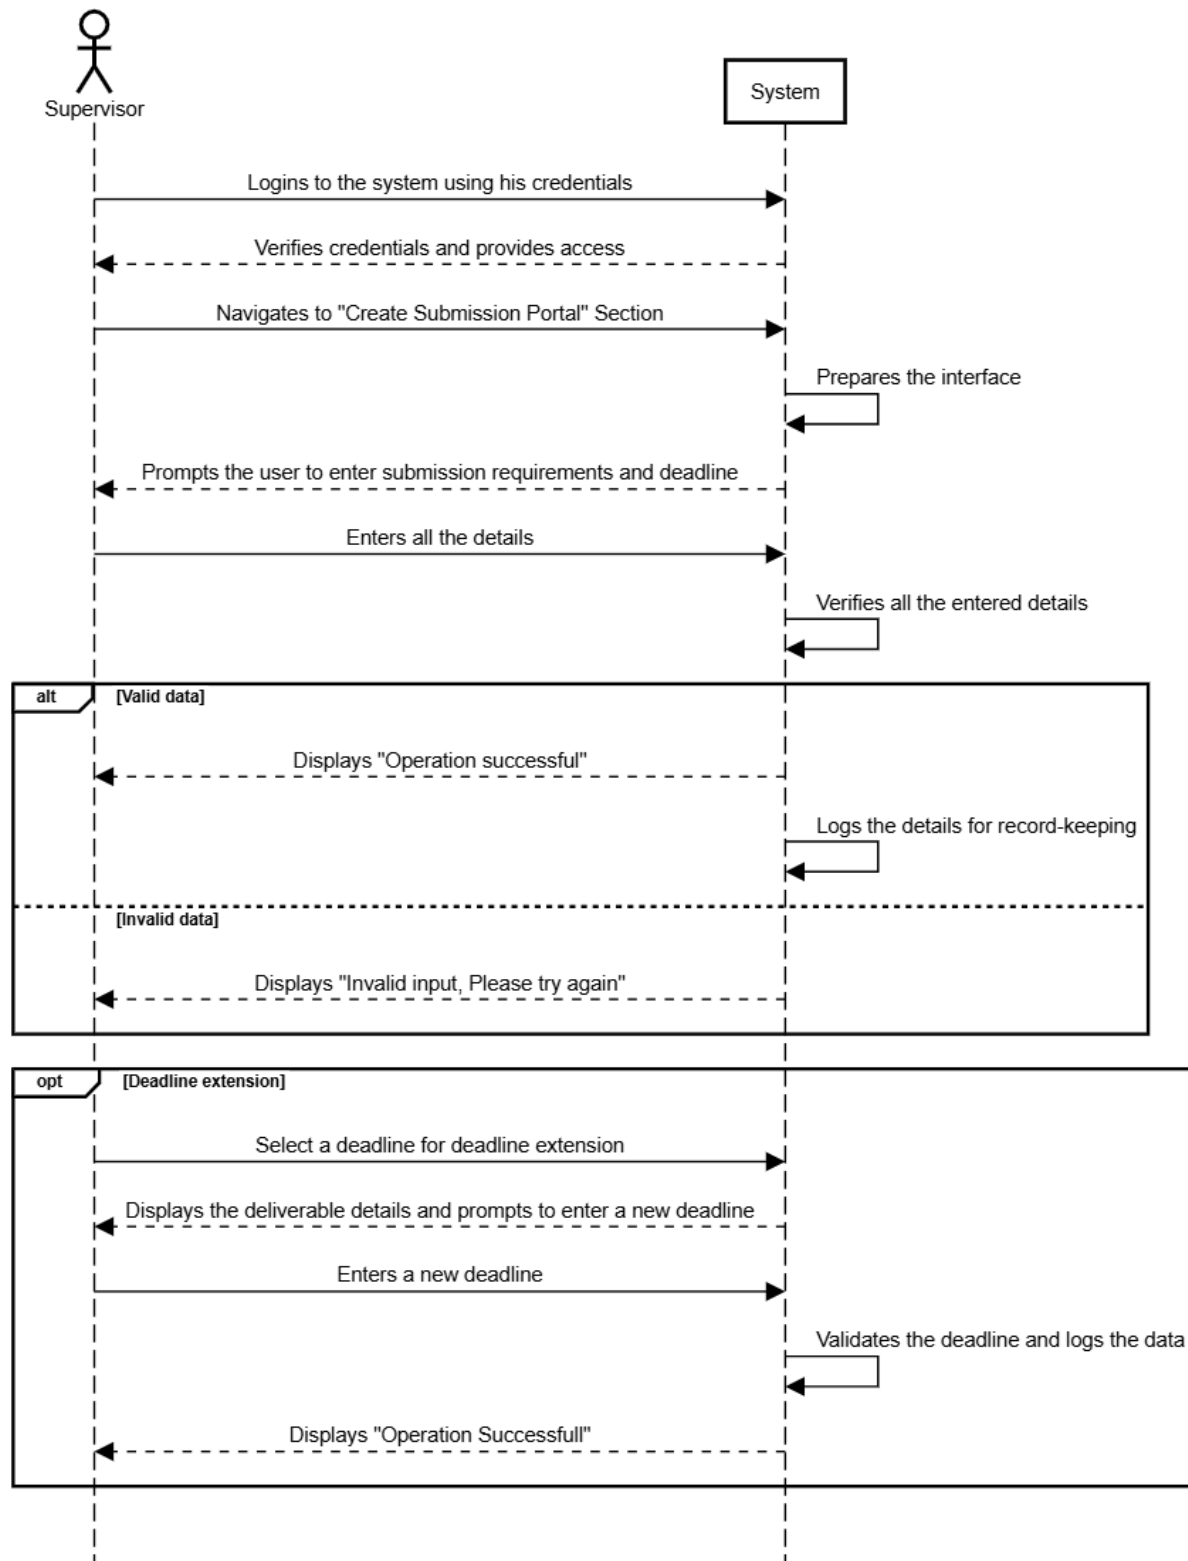 Supervisor
System
Logins to the system using his credentials
Verifies credentials and provides access
Navigates to "Create Submission Portal" Section
Prepares the interface
Prompts the user to enter submission requirements and deadline
Enters all the details
Verifies all the entered details
alt
[Valid data]
Displays "Operation successful"
Logs the details for record-keeping
[Invalid data]
Displays "Invalid input, Please try again"
opt
[Deadline extension]
Select a deadline for deadline extension
Displays the deliverable details and prompts to enter a new deadline
Enters a new deadline
Validates the deadline and logs the data
Displays "Operation Successfull"